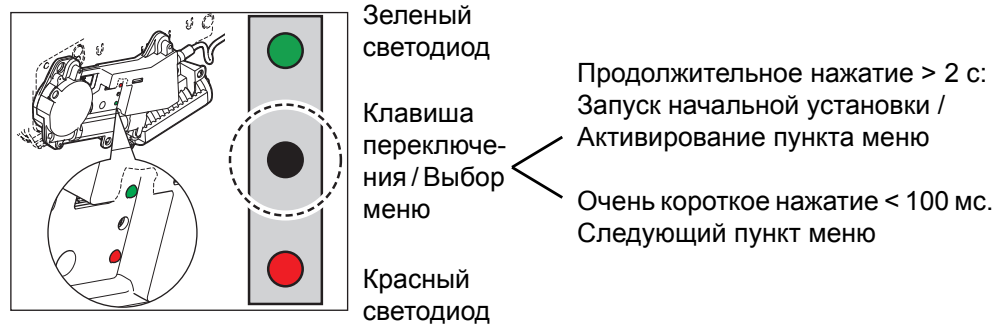 Зеленый
светодиод
Клавиша
переключе-
ния / Выбор
меню
Продолжительное нажатие > 2 с:
Запуск начальной установки /
Активирование пункта меню
Очень короткое нажатие < 100 мс.
Следующий пункт меню
Красный
светодиод